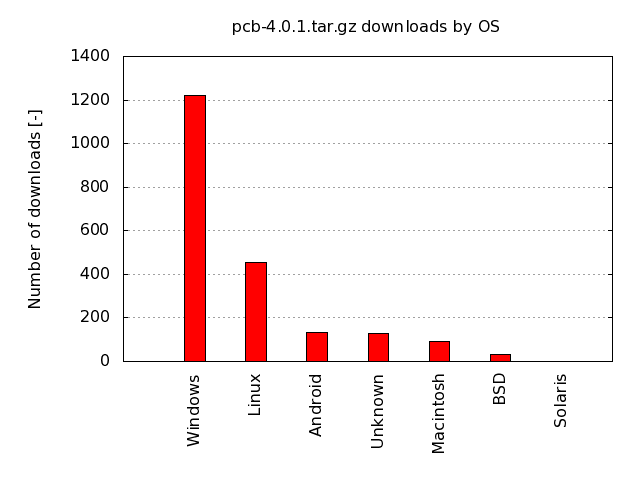 pcb-4.0.1.tar.gz downloads by OS
Number of downloads [-]
1400
1200
1000
800
600
400
200
0
Windows
Linux
Android
Unknown
Macintosh
BSD
Solaris